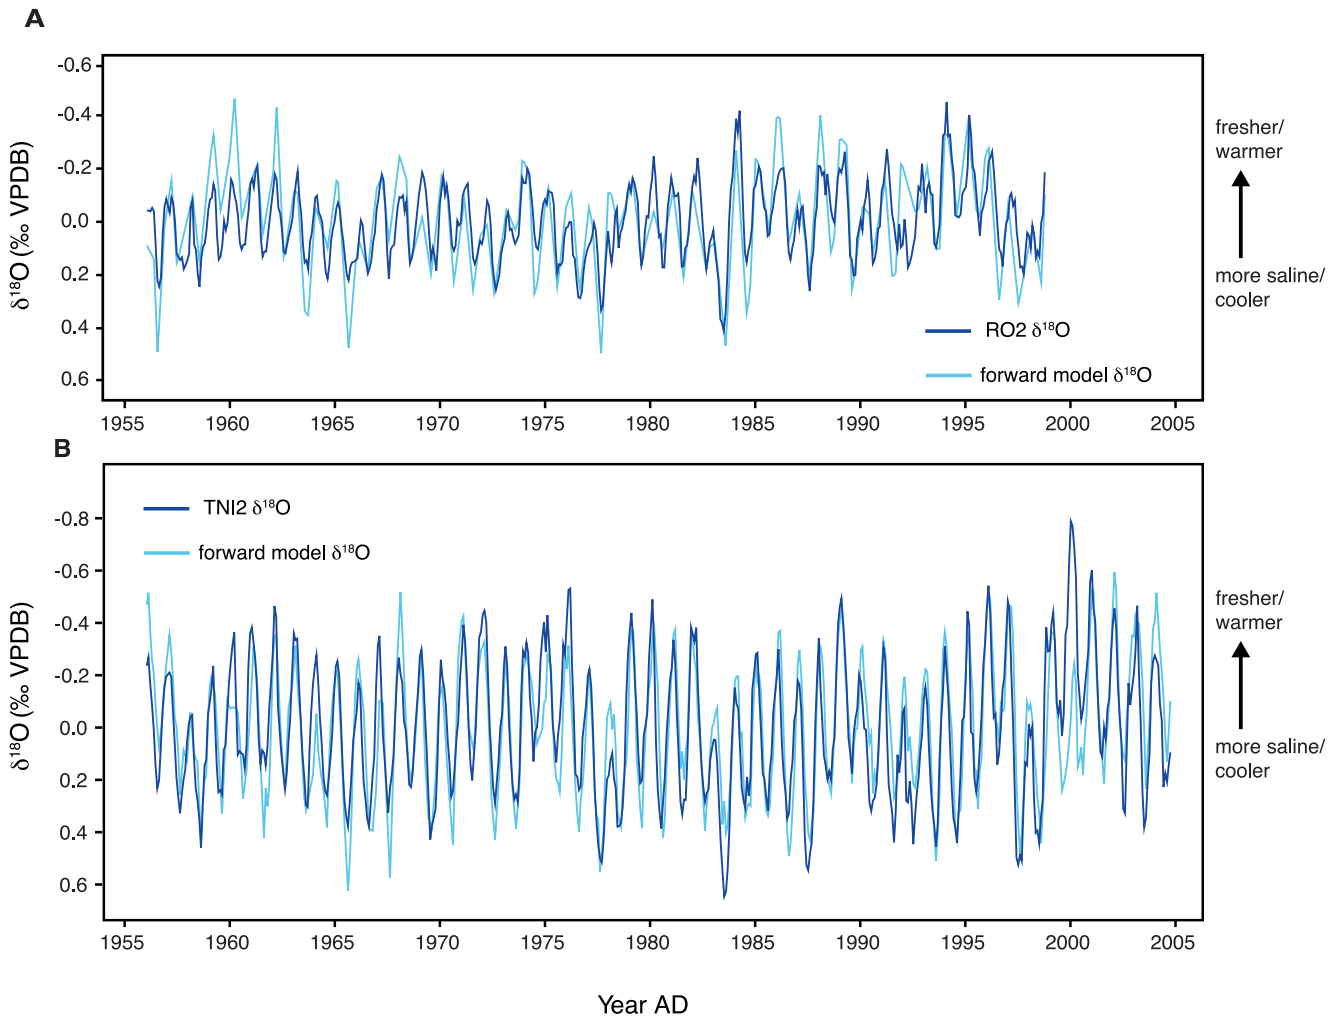 A
δ¹⁸O (‰ VPDB)
-0.6
-0.4
-0.2
0.0
0.2
0.4
0.6
fresher/
warmer
more saline/
cooler
RO2 δ¹⁸O
forward model δ¹⁸O
1955 1960 1965 1970 1975 1980 1985 1990 1995 2000 2005
B
δ¹⁸O (‰ VPDB)
-0.8
-0.6
-0.4
-0.2
0.0
0.2
0.4
0.6
TNI2 δ¹⁸O
forward model δ¹⁸O
fresher/
warmer
more saline/
cooler
1955 1960 1965 1970 1975 1980 1985 1990 1995 2000 2005
Year AD